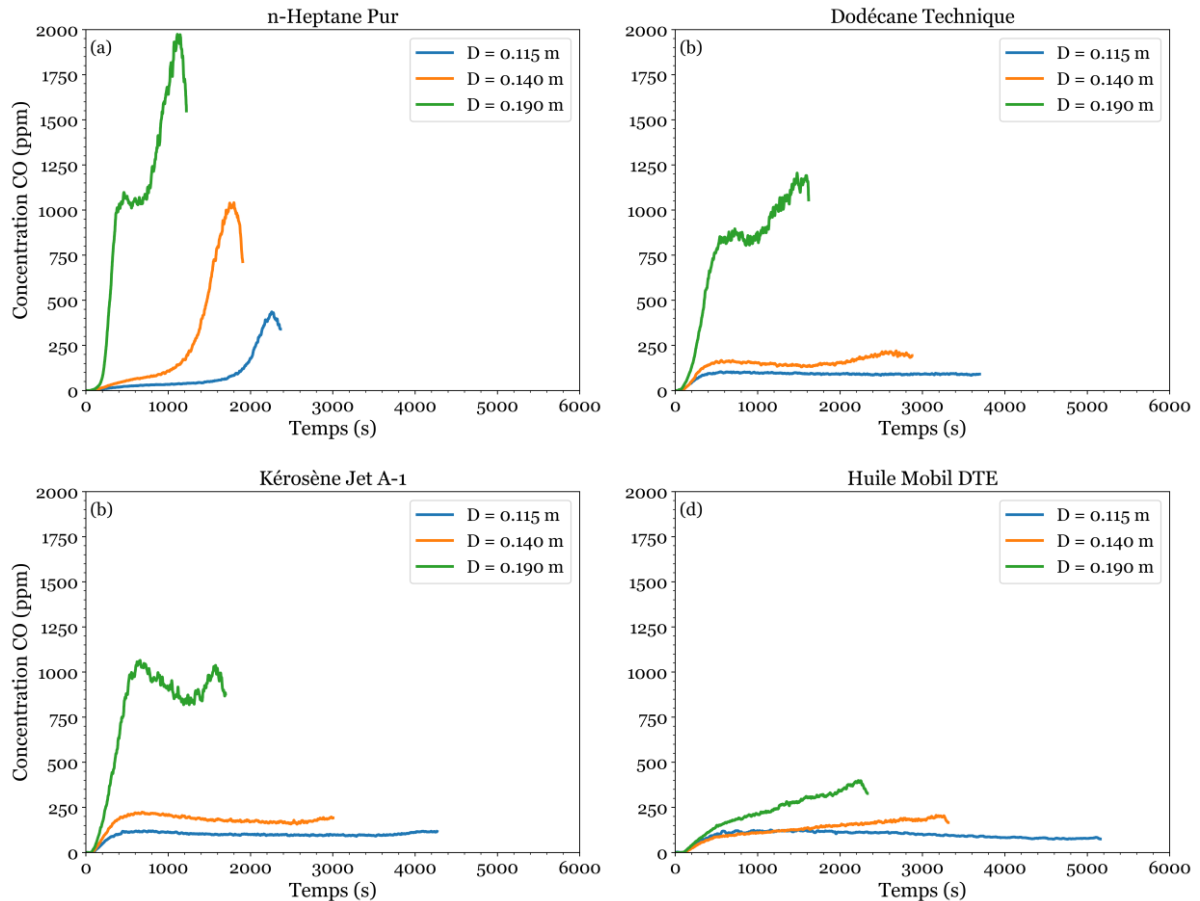 n-Heptane Pur
(a)
D = 0.115 m
D = 0.140 m
D = 0.190 m
Concentration CO (ppm)
2000
1750
1500
1250
1000
750
500
250
0
0 1000 2000 3000 4000 5000 6000
Temps (s)
Dodécane Technique
(b)
D = 0.115 m
D = 0.140 m
D = 0.190 m
2000
1750
1500
1250
1000
750
500
250
0
0 1000 2000 3000 4000 5000 6000
Temps (s)
Kérosène Jet A-1
(b)
D = 0.115 m
D = 0.140 m
D = 0.190 m
Concentration CO (ppm)
2000
1750
1500
1250
1000
750
500
250
0
0 1000 2000 3000 4000 5000 6000
Temps (s)
Huile Mobil DTE
(d)
D = 0.115 m
D = 0.140 m
D = 0.190 m
2000
1750
1500
1250
1000
750
500
250
0
0 1000 2000 3000 4000 5000 6000
Temps (s)